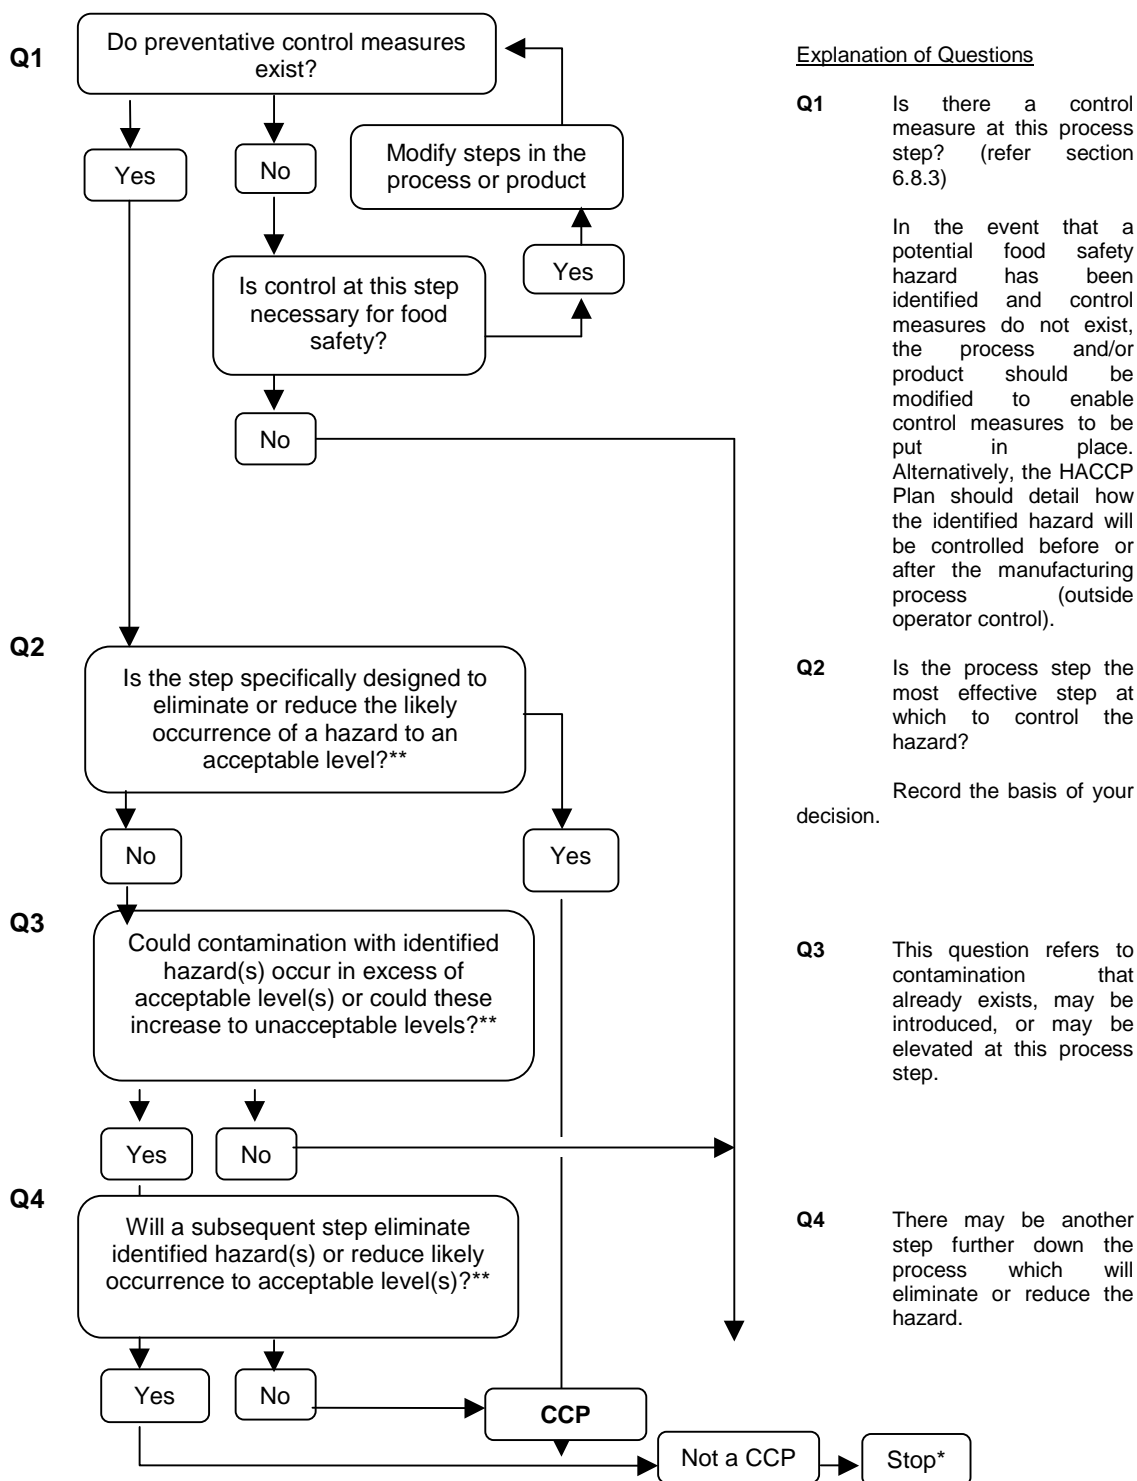 Q1
Do preventative control measures
exist?
Yes
No
Modify steps in the
process or product
Is control at this step
necessary for food
safety?
Yes
No
Q2
Is the step specifically designed to
eliminate or reduce the likely
occurrence of a hazard to an
acceptable level?**
No
Yes
Q3
Could contamination with identified
hazard(s) occur in excess of
acceptable level(s) or could these
increase to unacceptable levels?**
Yes
No
Q4
Will a subsequent step eliminate
identified hazard(s) or reduce likely
occurrence to acceptable level(s)?**
Yes
No
CCP
Not a CCP
Stop*
Explanation of Questions
Q1 Is there a control
measure at this process
step? (refer section
6.8.3)
In the event that a
potential food safety
hazard has been
identified and control
measures do not exist,
the process and/or
product should be
modified to enable
control measures to be
put in place.
Alternatively, the HACCP
Plan should detail how
the identified hazard will
be controlled before or
after the manufacturing
process (outside
operator control).
Q2 Is the process step the
most effective step at
which to control the
hazard?
Record the basis of your
decision.
Q3 This question refers to
contamination that
already exists, may be
introduced, or may be
elevated at this process
step.
Q4 There may be another
step further down the
process which will
eliminate or reduce the
hazard.